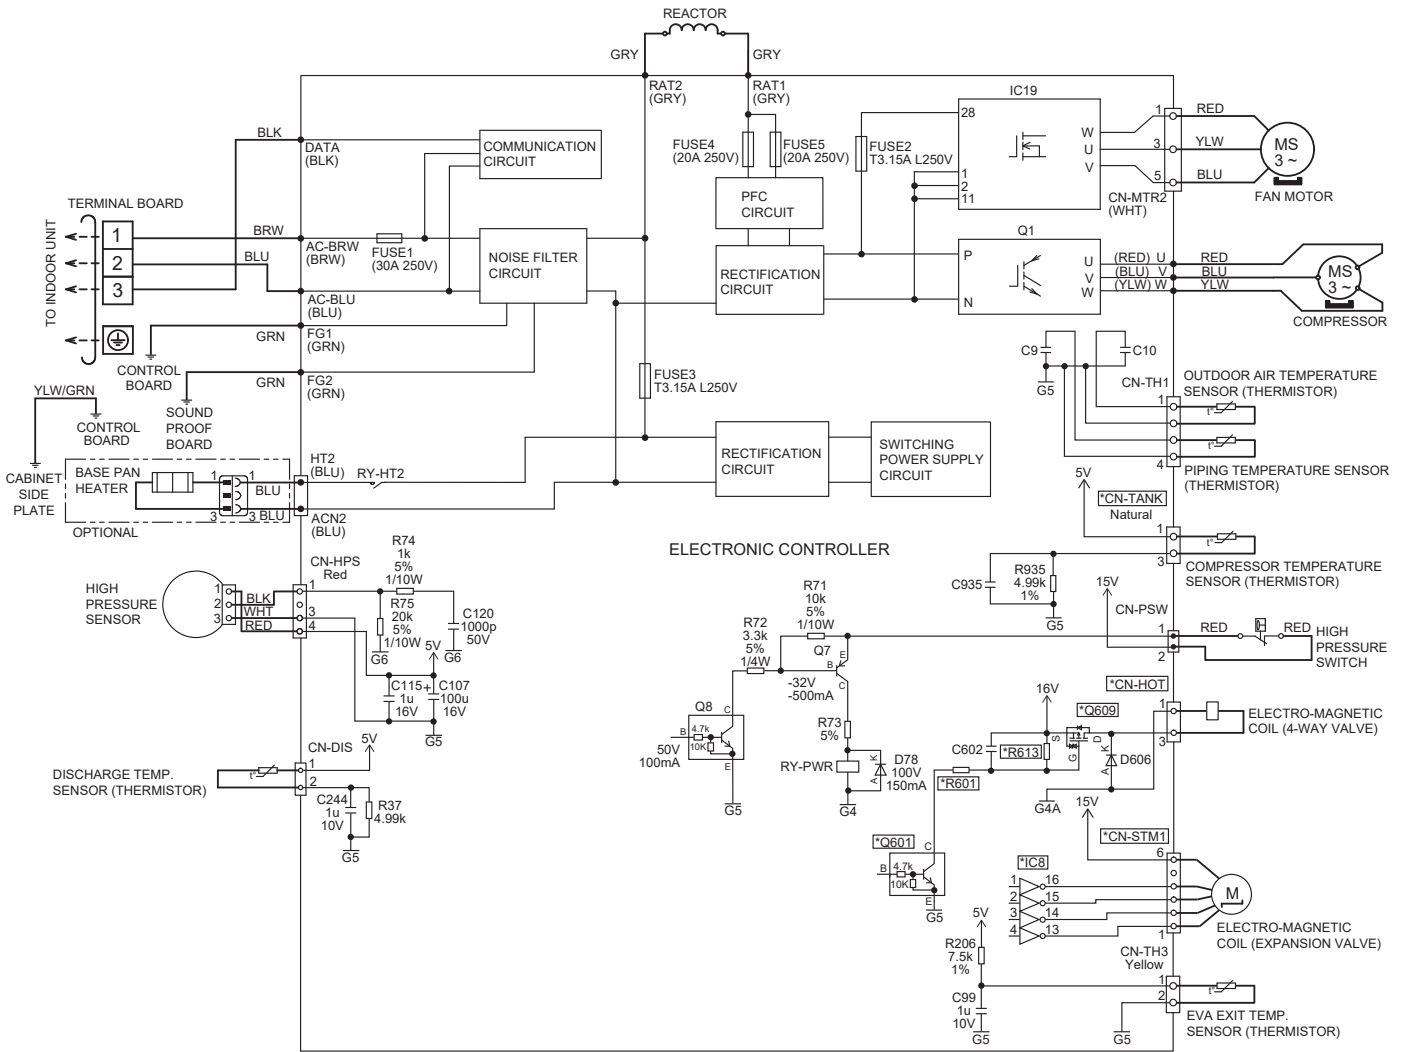 REACTOR
GRY
GRY
RAT2
(GRY)
RAT1
(GRY)
BLK
DATA
(BLK)
COMMUNICATION
CIRCUIT
FUSE4
(20A 250V)
FUSE5
(20A 250V)
FUSE2
T3.15A L250V
IC19
28
1
2
11
W
U
V
1
3
5
RED
YLW
BLU
MS
3 ~
FAN MOTOR
CN-MTR2
(WHT)
PFC
CIRCUIT
TERMINAL BOARD
TO INDOOR UNIT
1
2
3
BRW
BLU
AC-BRW
(BRW)
FUSE1
(30A 250V)
AC-BLU
(BLU)
NOISE FILTER
CIRCUIT
RECTIFICATION
CIRCUIT
Q1
P
N
U
V
W
(RED) U
(BLU) V
(YLW) W
RED
BLU
YLW
MS
3 ~
COMPRESSOR
GRN
FG1
(GRN)
CONTROL
BOARD
GRN
FG2
(GRN)
SOUND
PROOF
BOARD
YLW/GRN
CONTROL
BOARD
CABINET
SIDE
PLATE
FUSE3
T3.15A L250V
C9
C10
G5
CN-TH1
1
4
t°
t°
OUTDOOR AIR TEMPERATURE
SENSOR (THERMISTOR)
PIPING TEMPERATURE SENSOR
(THERMISTOR)
HT2
(BLU)
RY-HT2
ACN2
(BLU)
BASE PAN
HEATER
1
1
BLU
3
3
BLU
OPTIONAL
RECTIFICATION
CIRCUIT
SWITCHING
POWER SUPPLY
CIRCUIT
5V
*CN-TANK
Natural
1
3
t°
COMPRESSOR TEMPERATURE
SENSOR (THERMISTOR)
C935
R935
4.99k
1%
G5
ELECTRONIC CONTROLLER
HIGH
PRESSURE
SENSOR
1
2
3
BLK
WHT
RED
CN-HPS
Red
1
3
4
R74
1k
5%
1/10W
R75
20k
5%
1/10W
G6
C120
1000p
50V
G6
5V
C115
1u
16V
+
C107
100u
16V
G5
15V
CN-PSW
1
2
RED
RED
HIGH
PRESSURE
SWITCH
R71
10k
5%
1/10W
R72
3.3k
5%
1/4W
Q7
B
E
C
-32V
-500mA
Q8
B
C
E
4.7k
10K
50V
100mA
G5
R73
5%
RY-PWR
D78
100V
150mA
A
K
G4
16V
*CN-HOT
*Q609
S
D
G
C602
*R613
*R601
K
A
D606
G4A
1
3
ELECTRO-MAGNETIC
COIL (4-WAY VALVE)
CN-DIS
1
2
5V
t°
DISCHARGE TEMP.
SENSOR (THERMISTOR)
C244
1u
10V
R37
4.99k
G5
*Q601
B
C
E
4.7k
10K
G5
15V
*CN-STM1
6
1
*IC8
1
2
3
4
16
15
14
13
M
ELECTRO-MAGNETIC
COIL (EXPANSION VALVE)
5V
R206
7.5k
1%
C99
1u
10V
G5
CN-TH3
Yellow
1
2
G5
t°
EVA EXIT TEMP.
SENSOR (THERMISTOR)